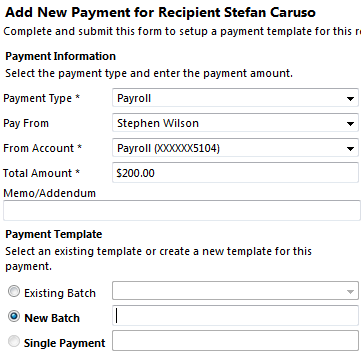 Add New Payment for Recipient Stefan Caruso
Complete and submit this form to setup a payment template for this
Payment Information
Select the payment type and enter the payment amount.
Payment Type * Payroll
Pay From Stephen Wilson
From Account * Payroll (XXXXXX5104)
Total Amount * $200.00
Memo/Addendum
Payment Template
Select an existing template or create a new template for this
payment.
Existing Batch
New Batch
Single Payment